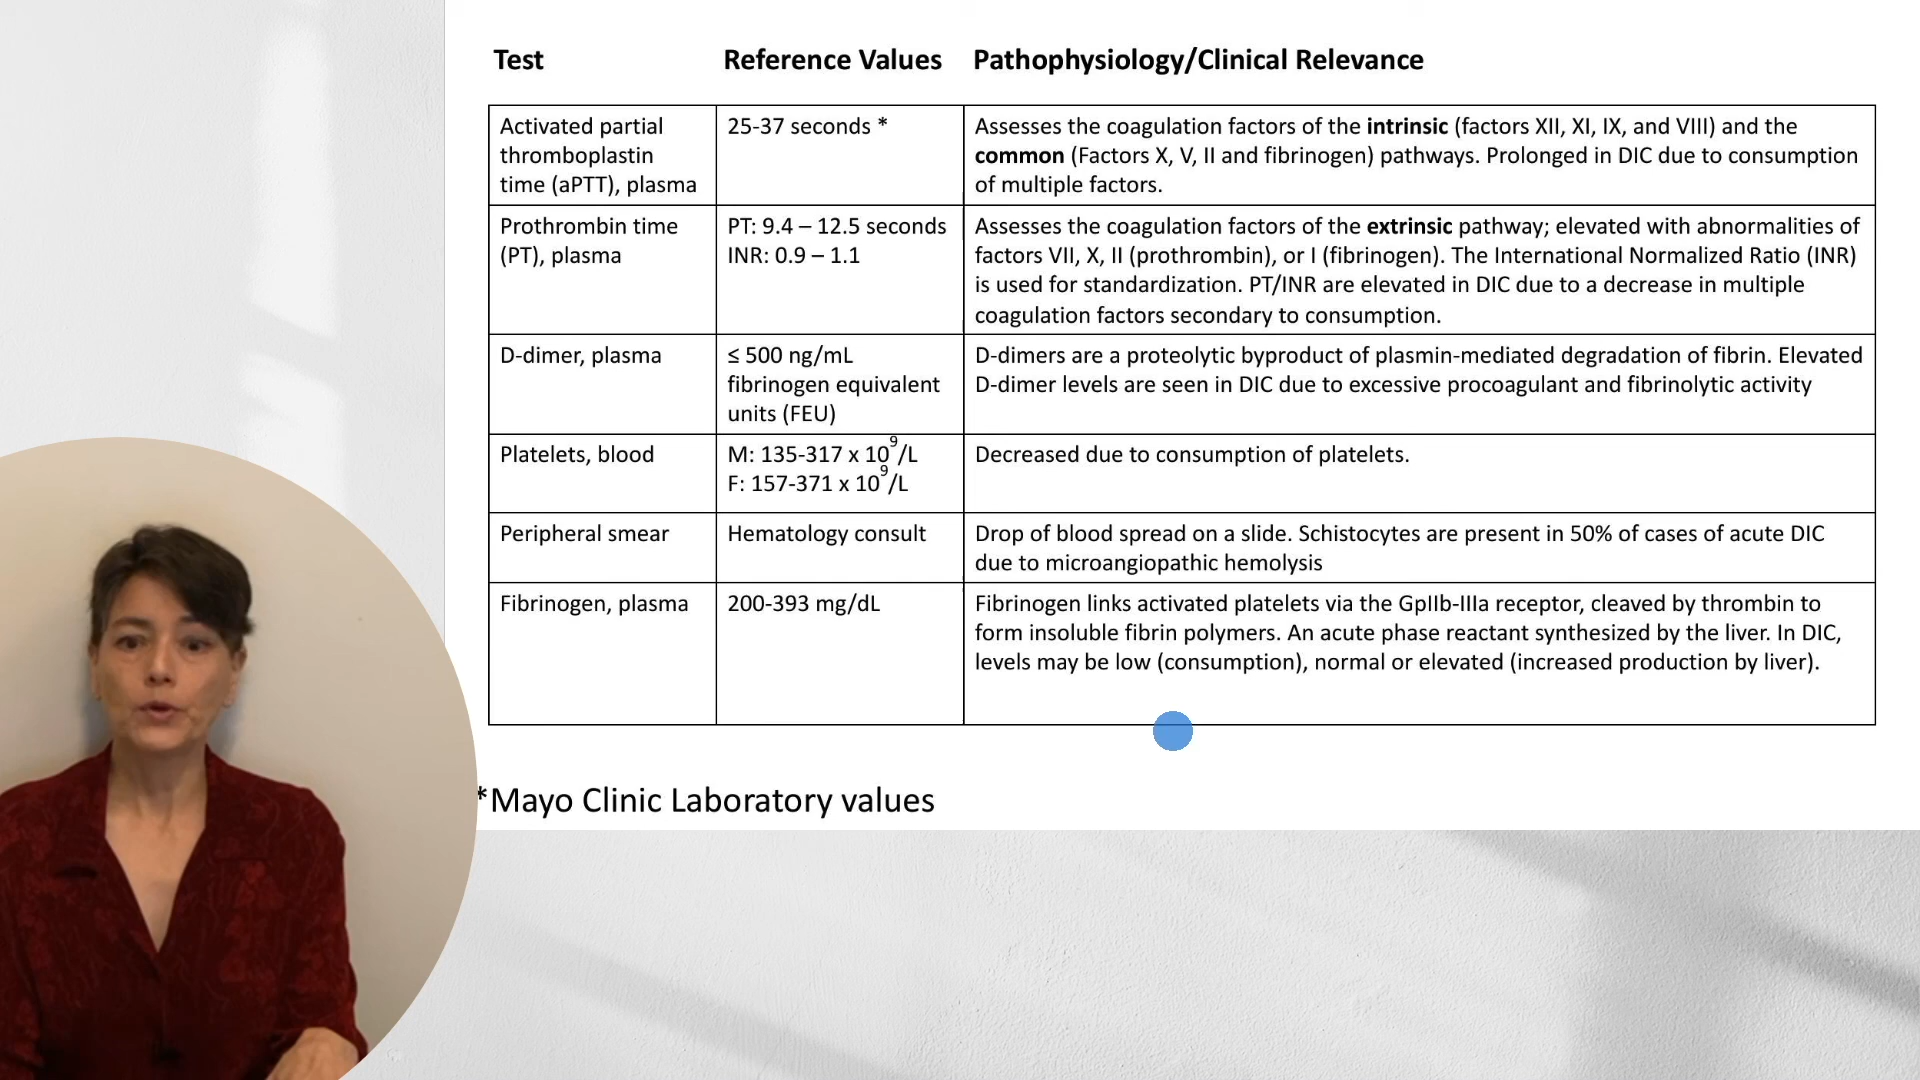 Test Reference Values Pathophysiology/Clinical Relevance
Activated partial
thromboplastin
time (aPTT), plasma
25-37 seconds *
Assesses the coagulation factors of the intrinsic (factors XII, XI, IX, and VIII) and the
common (Factors X, V, II and fibrinogen) pathways. Prolonged in DIC due to consumption
of multiple factors.
Prothrombin time
(PT), plasma
PT: 9.4 – 12.5 seconds
INR: 0.9 – 1.1
Assesses the coagulation factors of the extrinsic pathway; elevated with abnormalities of
factors VII, X, II (prothrombin), or I (fibrinogen). The International Normalized Ratio (INR)
is used for standardization. PT/INR are elevated in DIC due to a decrease in multiple
coagulation factors secondary to consumption.
D-dimer, plasma
≤ 500 ng/mL
fibrinogen equivalent
units (FEU)
D-dimers are a proteolytic byproduct of plasmin-mediated degradation of fibrin. Elevated
D-dimer levels are seen in DIC due to excessive procoagulant and fibrinolytic activity
Platelets, blood
M: 135-317 x 10⁹/L
F: 157-371 x 10⁹/L
Decreased due to consumption of platelets.
Peripheral smear
Hematology consult
Drop of blood spread on a slide. Schistocytes are present in 50% of cases of acute DIC
due to microangiopathic hemolysis
Fibrinogen, plasma
200-393 mg/dL
Fibrinogen links activated platelets via the GpIIb-IIIa receptor, cleaved by thrombin to
form insoluble fibrin polymers. An acute phase reactant synthesized by the liver. In DIC,
levels may be low (consumption), normal or elevated (increased production by liver).
*Mayo Clinic Laboratory values